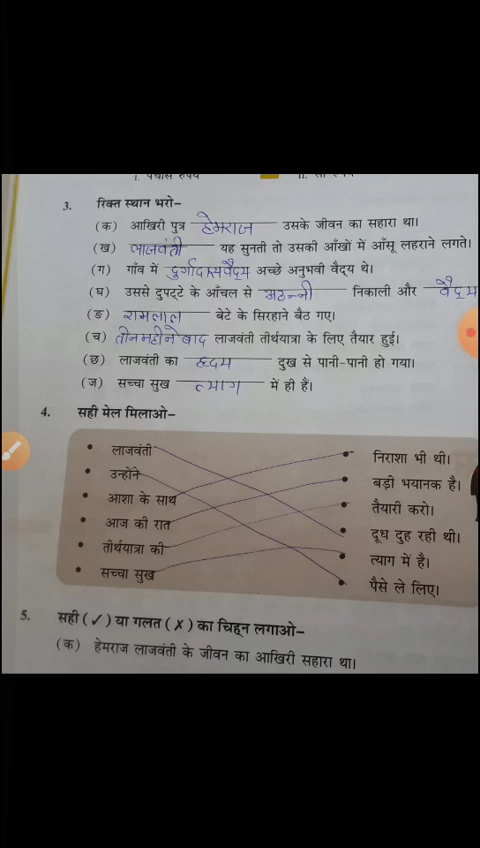 3. रिक्त स्थान भरो–
(क) आखिरी पुत्र हेमराज उसके जीवन का सहारा था।
(ख) लाजवंती यह सुनती तो उसकी आँखों में आँसू लहराने लगते।
(ग) गाँव में दुर्गादास वैद्य अच्छे अनुभवी वैद्य थे।
(घ) उससे दुपट्टे के आँचल से अठन्नी निकाली और वैद्य
(ङ) रामलाल बेटे के सिरहाने बैठ गए।
(च) तीन महीने बाद लाजवंती तीर्थयात्रा के लिए तैयार हुई।
(छ) लाजवंती का हृदय दुख से पानी-पानी हो गया।
(ज) सच्चा सुख त्याग में ही हैं।
4. सही मेल मिलाओ–
• लाजवंती • निराशा भी थी।
• उन्होने • बड़ी भयानक है।
• आशा के साथ • तैयारी करो।
• आज की रात • दूध दुह रही थी।
• तीर्थयात्रा की • त्याग में है।
• सच्चा सुख • पैसे ले लिए।
5. सही (✓) या गलत (✗) का चिह्न लगाओ–
(क) हेमराज लाजवंती के जीवन का आखिरी सहारा था।